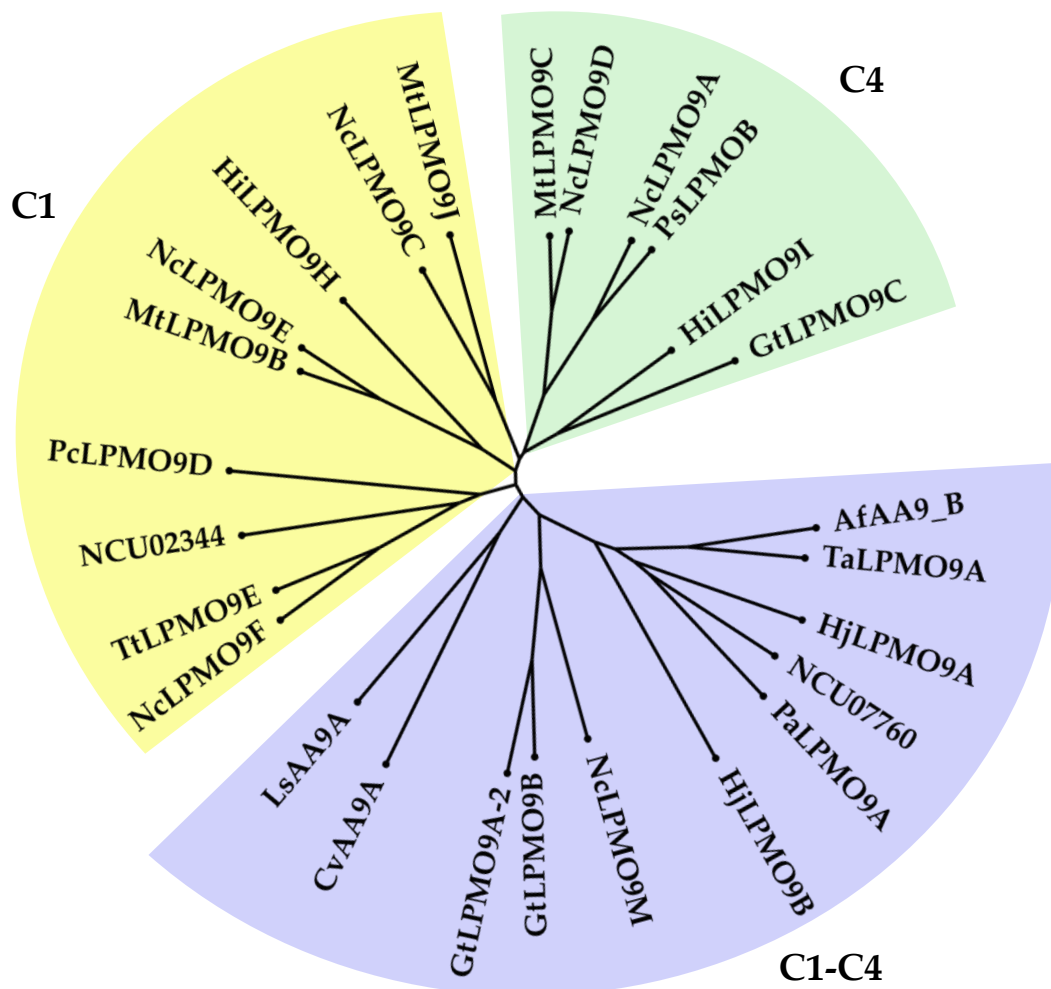 C1
MtLPMO9J
NcLPMO9C
HiLPMO9H
NcLPMO9E
MtLPMO9B
PcLPMO9D
NCU02344
TtLPMO9E
NcLPMO9F
C4
MtLPMO9C
NcLPMO9D
NcLPMO9A
PsLPMOB
HiLPMO9I
GtLPMO9C
AfAA9_B
TaLPMO9A
HjLPMO9A
NCU07760
PaLPMO9A
HjLPMO9B
NcLPMO9M
GtLPMO9B
GtLPMO9A-2
CvAA9A
LsAA9A
C1-C4